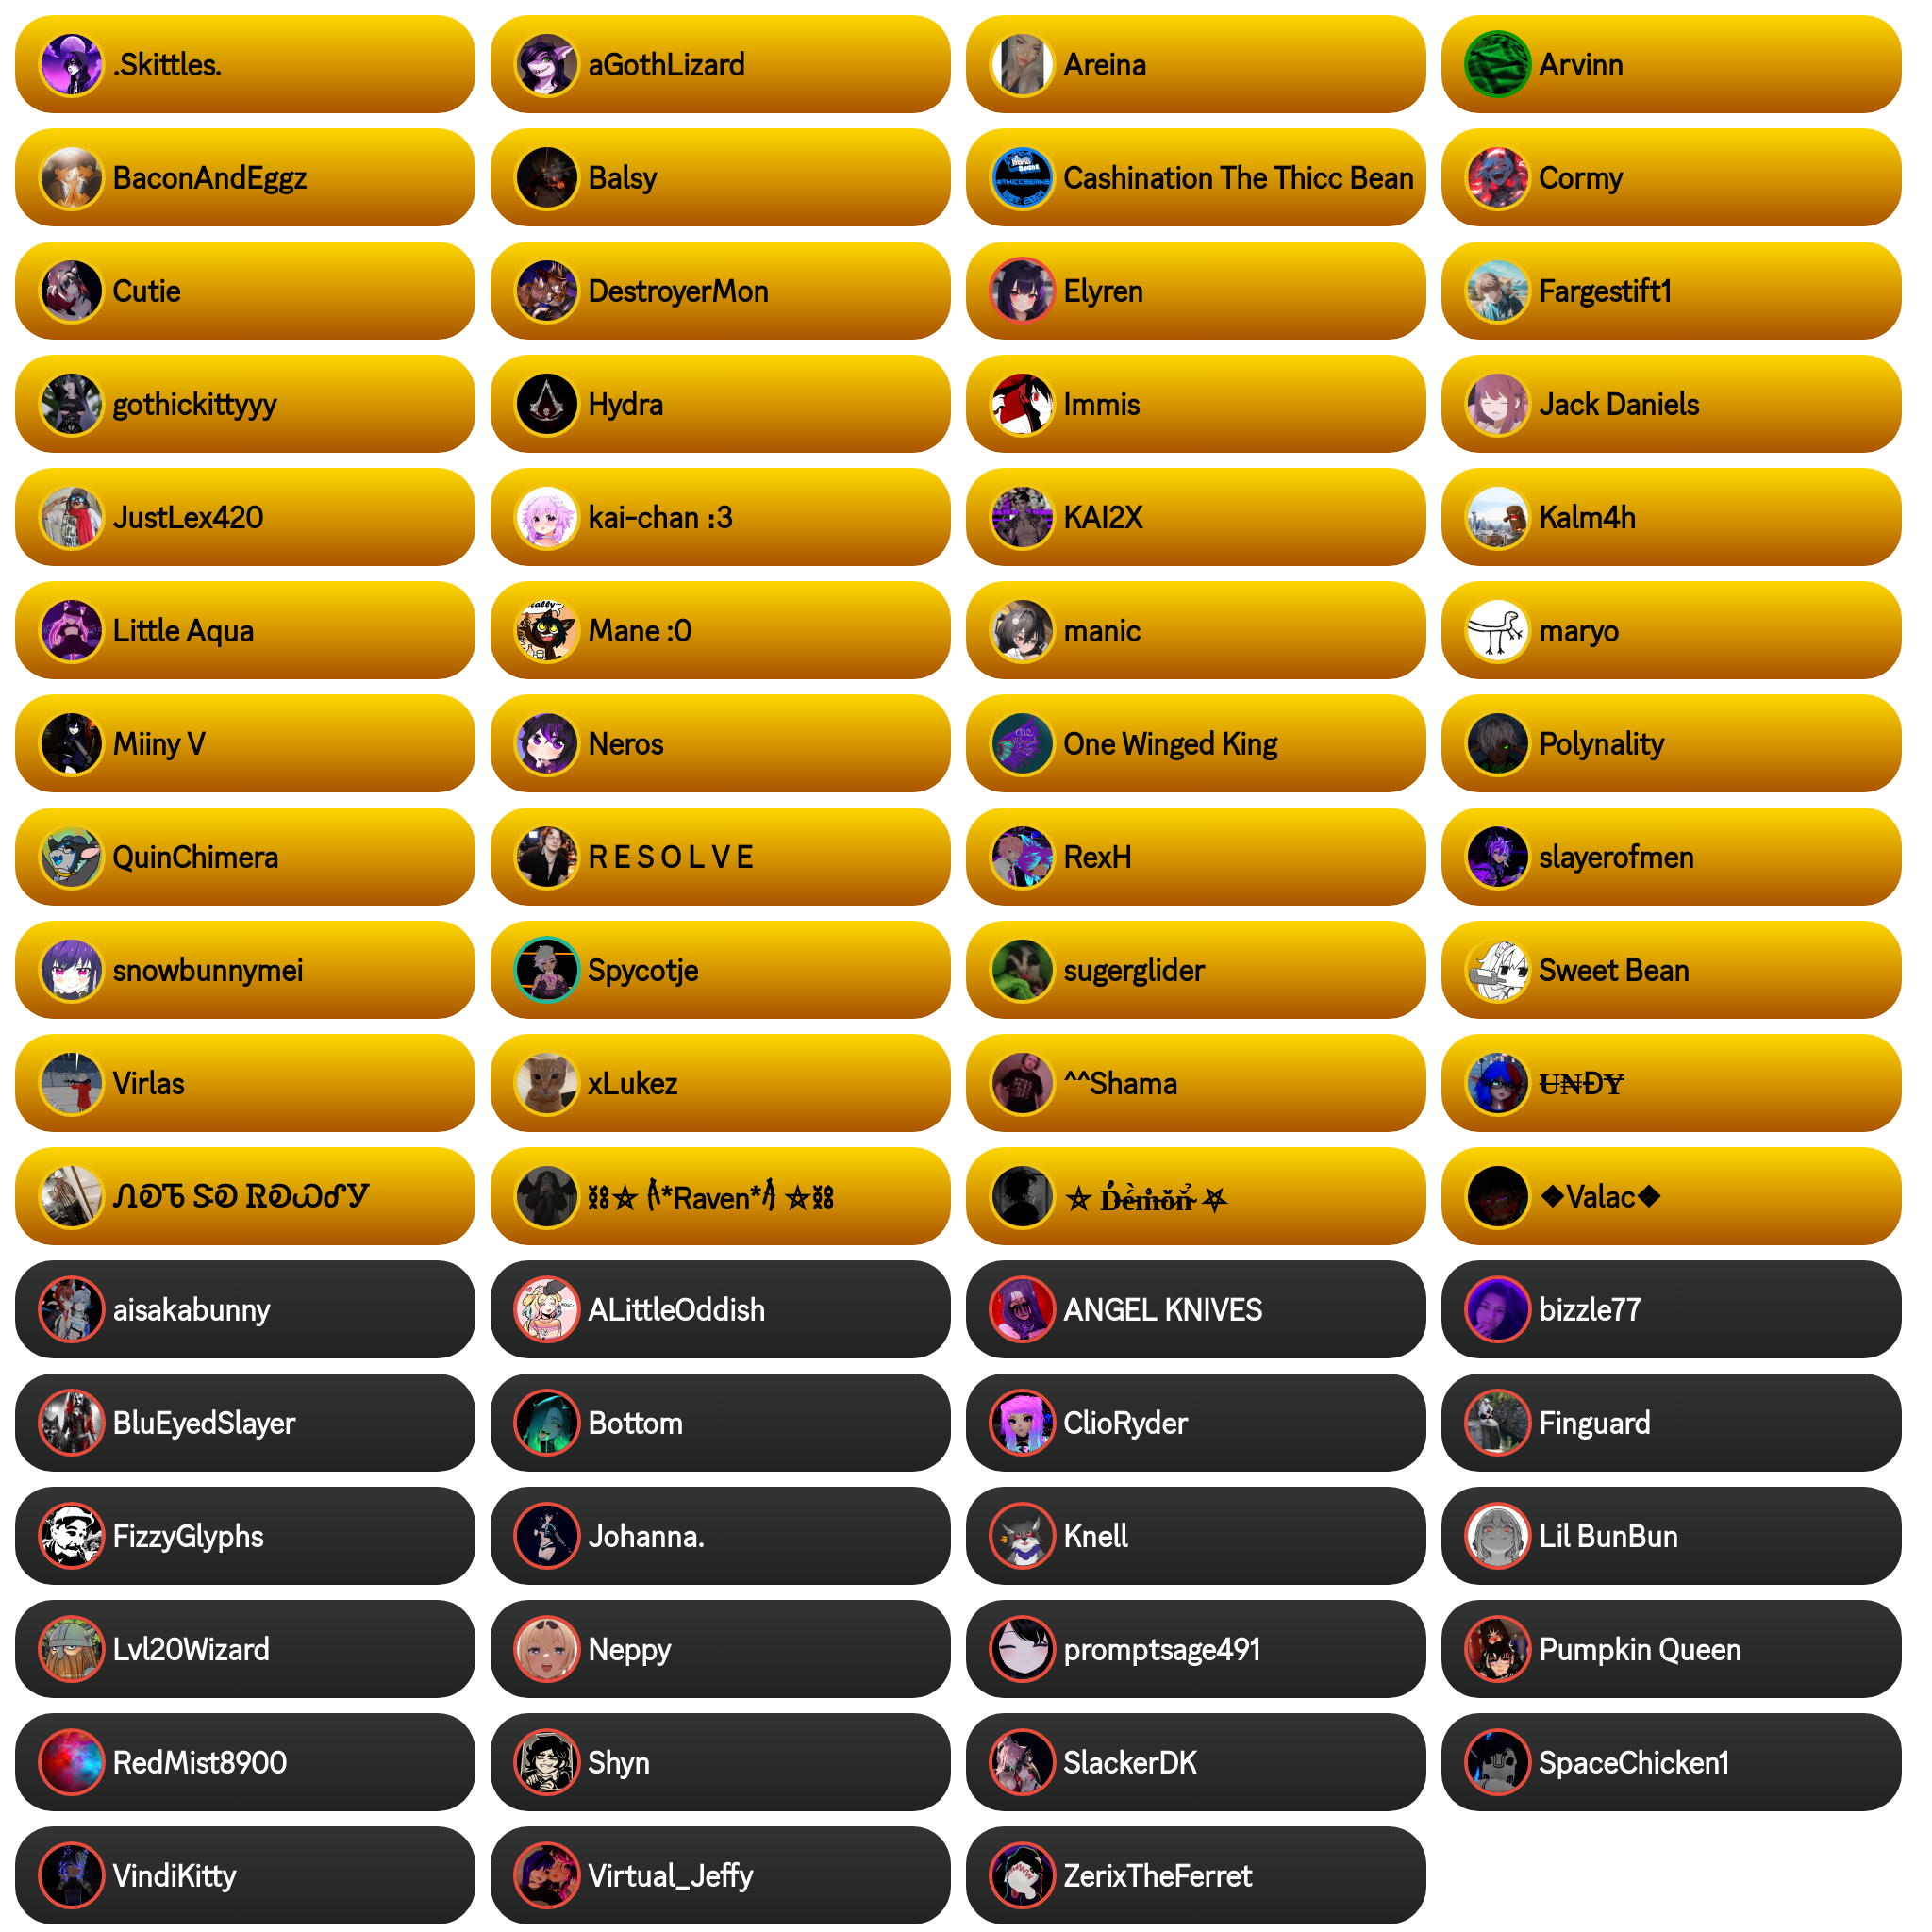 .Skittles.
aGothLizard
Areina
Arvinn
BaconAndEggz
Balsy
Cashination The Thicc Bean
Cormy
Cutie
DestroyerMon
Elyren
Fargestift1
gothickittyyy
Hydra
Immis
Jack Daniels
JustLex420
kai-chan :3
KAI2X
Kalm4h
Little Aqua
Mane :0
manic
maryo
Miiny V
Neros
One Winged King
Polynality
QuinChimera
R E S O L V E
RexH
slayerofmen
snowbunnymei
Spycotje
sugerglider
Sweet Bean
Virlas
xLukez
^^Shama
U̶N̶D̶Y̶
⛓⛤ *Raven* ⛤⛓
⛤ D́èmőň ⛧
❖Valac❖
aisakabunny
ALittleOddish
ANGEL KNIVES
bizzle77
BluEyedSlayer
Bottom
ClioRyder
Finguard
FizzyGlyphs
Johanna.
Knell
Lil BunBun
Lvl20Wizard
Neppy
promptsage491
Pumpkin Queen
RedMist8900
Shyn
SlackerDK
SpaceChicken1
VindiKitty
Virtual_Jeffy
ZerixTheFerret